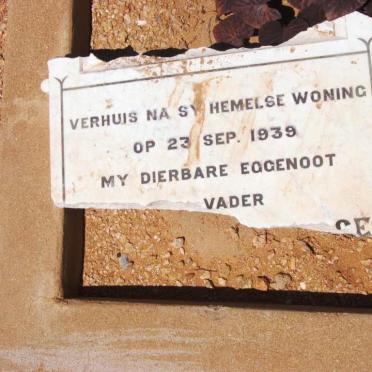 VERHUIS NA SY HEMELSE WONING
OP 23 SEP. 1939
MY DIERBARE EGGENOOT
VADER